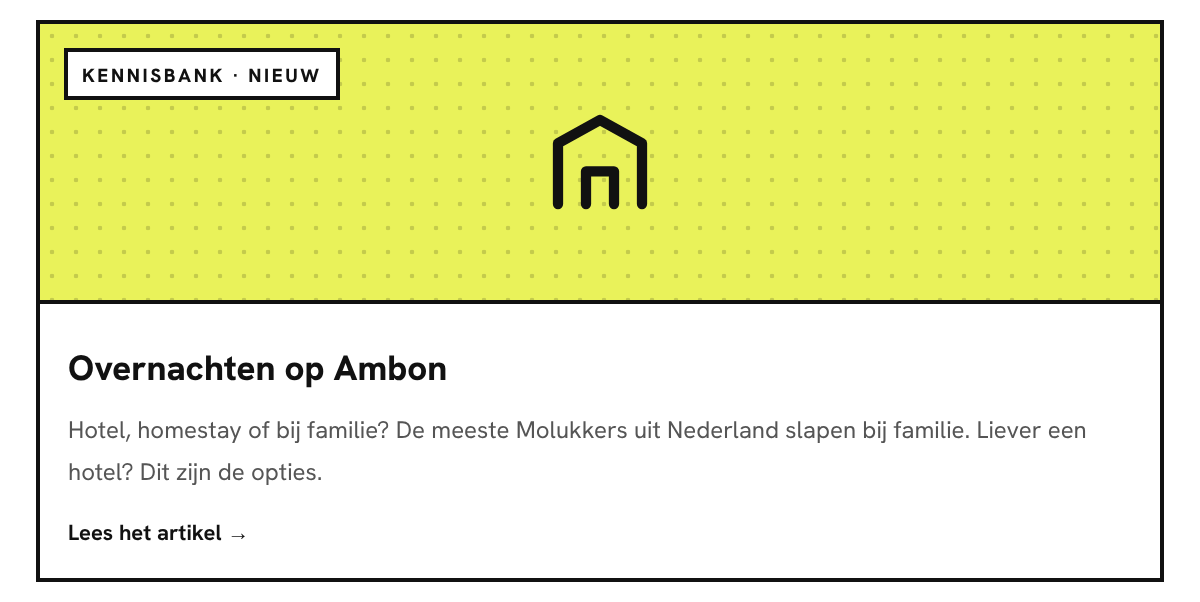 KENNISBANK · NIEUW
Overnachten op Ambon
Hotel, homestay of bij familie? De meeste Molukkers uit Nederland slapen bij familie. Liever een
hotel? Dit zijn de opties.
Lees het artikel →